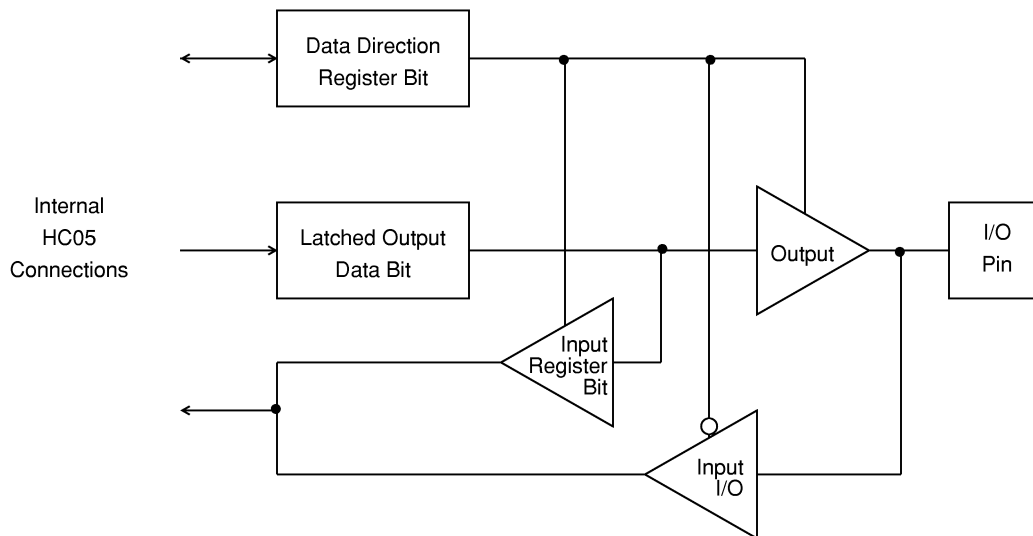 Data Direction
Register Bit
Internal
HC05
Connections
Latched Output
Data Bit
Output
I/O
Pin
Input
Register
Bit
Input
I/O